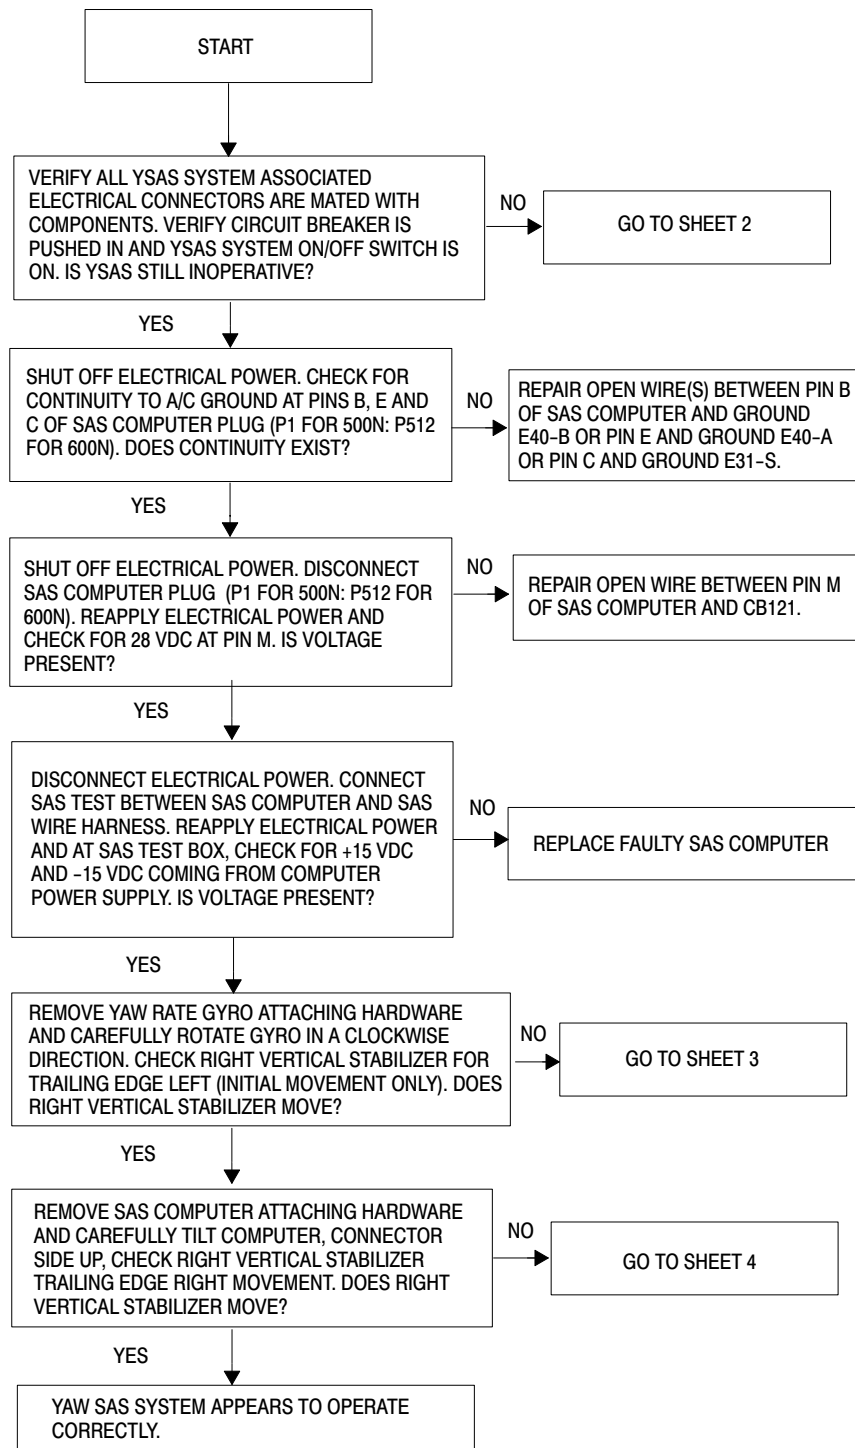 START
VERIFY ALL YSAS SYSTEM ASSOCIATED
ELECTRICAL CONNECTORS ARE MATED WITH
COMPONENTS. VERIFY CIRCUIT BREAKER IS
PUSHED IN AND YSAS SYSTEM ON/OFF SWITCH IS
ON. IS YSAS STILL INOPERATIVE?
NO
GO TO SHEET 2
YES
SHUT OFF ELECTRICAL POWER. CHECK FOR
CONTINUITY TO A/C GROUND AT PINS B, E AND
C OF SAS COMPUTER PLUG (P1 FOR 500N: P512
FOR 600N). DOES CONTINUITY EXIST?
NO
REPAIR OPEN WIRE(S) BETWEEN PIN B
OF SAS COMPUTER AND GROUND
E40-B OR PIN E AND GROUND E40-A
OR PIN C AND GROUND E31-S.
YES
SHUT OFF ELECTRICAL POWER. DISCONNECT
SAS COMPUTER PLUG (P1 FOR 500N: P512 FOR
600N). REAPPLY ELECTRICAL POWER AND
CHECK FOR 28 VDC AT PIN M. IS VOLTAGE
PRESENT?
NO
REPAIR OPEN WIRE BETWEEN PIN M
OF SAS COMPUTER AND CB121.
YES
DISCONNECT ELECTRICAL POWER. CONNECT
SAS TEST BETWEEN SAS COMPUTER AND SAS
WIRE HARNESS. REAPPLY ELECTRICAL POWER
AND AT SAS TEST BOX, CHECK FOR +15 VDC
AND -15 VDC COMING FROM COMPUTER
POWER SUPPLY. IS VOLTAGE PRESENT?
NO
REPLACE FAULTY SAS COMPUTER
YES
REMOVE YAW RATE GYRO ATTACHING HARDWARE
AND CAREFULLY ROTATE GYRO IN A CLOCKWISE
DIRECTION. CHECK RIGHT VERTICAL STABILIZER FOR
TRAILING EDGE LEFT (INITIAL MOVEMENT ONLY). DOES
RIGHT VERTICAL STABILIZER MOVE?
NO
GO TO SHEET 3
YES
REMOVE SAS COMPUTER ATTACHING HARDWARE
AND CAREFULLY TILT COMPUTER, CONNECTOR
SIDE UP, CHECK RIGHT VERTICAL STABILIZER
TRAILING EDGE RIGHT MOVEMENT. DOES RIGHT
VERTICAL STABILIZER MOVE?
NO
GO TO SHEET 4
YES
YAW SAS SYSTEM APPEARS TO OPERATE
CORRECTLY.